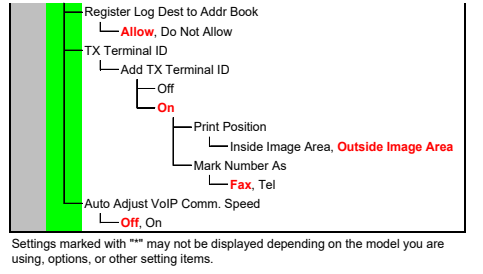 Register Log Dest to Addr Book
Allow, Do Not Allow
TX Terminal ID
Add TX Terminal ID
Off
On
Print Position
Inside Image Area, Outside Image Area
Mark Number As
Fax, Tel
Auto Adjust VoIP Comm. Speed
Off, On
Settings marked with "*" may not be displayed depending on the model you are
using, options, or other setting items.